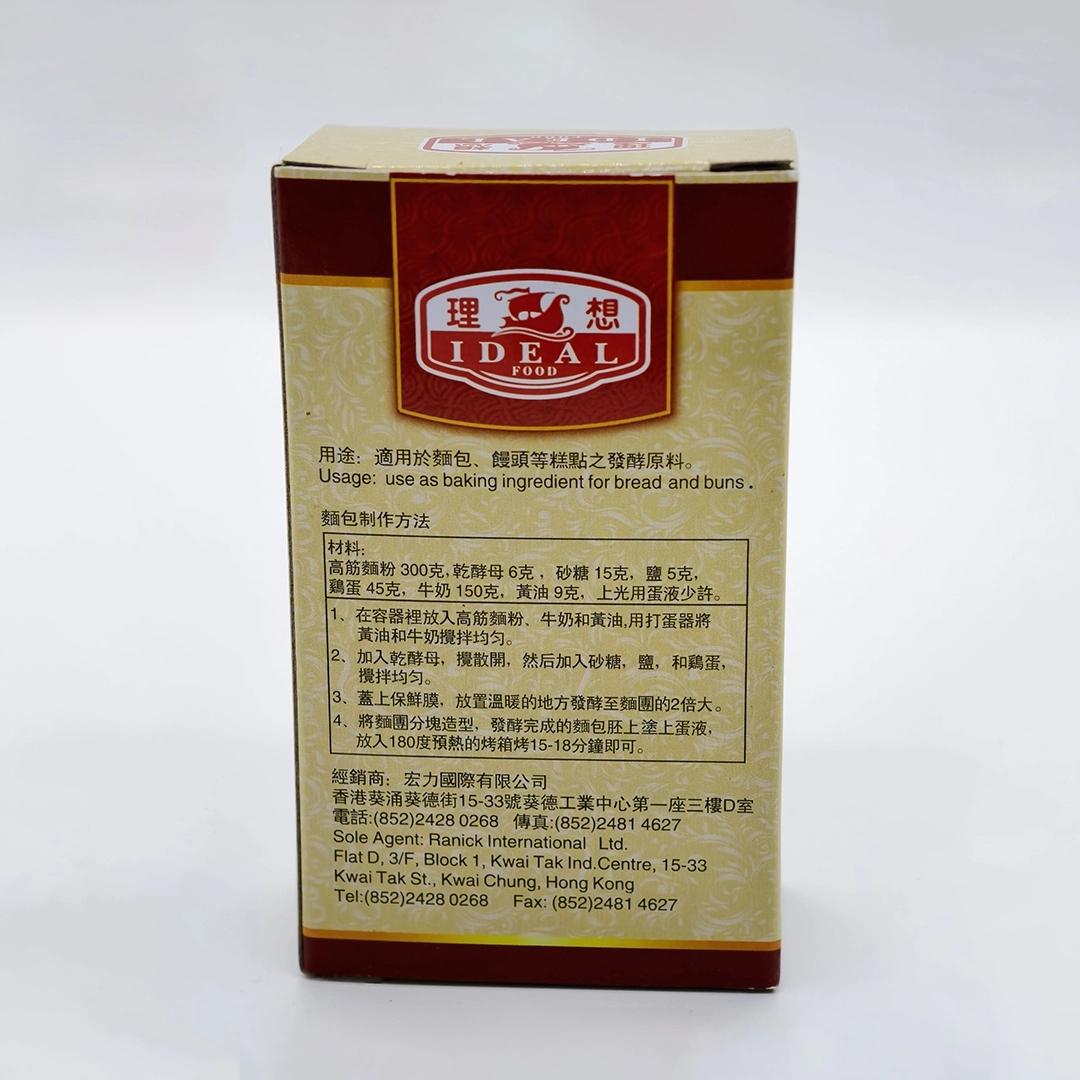 理 想
IDEAL
FOOD
用途：適用於麵包、饅頭等糕點之發酵原料。
Usage: use as baking ingredient for bread and buns.
麵包制作方法
材料:
高筋麵粉 300克,乾酵母 6克，砂糖 15克，鹽 5克，
鷄蛋 45克，牛奶 150克，黃油 9克，上光用蛋液少許。
1、在容器裡放入高筋麵粉、牛奶和黃油,用打蛋器將
黃油和牛奶攪拌均匀。
2、加入乾酵母，攪散開，然后加入砂糖，鹽，和鷄蛋，
攪拌均匀。
3、蓋上保鮮膜，放置溫暖的地方發酵至麵團的2倍大。
4、將麵團分塊造型，發酵完成的麵包胚上塗上蛋液，
放入180度預熱的烤箱烤15-18分鐘即可。
經銷商：宏力國際有限公司
香港葵涌葵德街15-33號葵德工業中心第一座三樓D室
電話:(852)2428 0268 傳真:(852)2481 4627
Sole Agent: Ranick International Ltd.
Flat D, 3/F, Block 1, Kwai Tak Ind.Centre, 15-33
Kwai Tak St., Kwai Chung, Hong Kong
Tel:(852)2428 0268 Fax: (852)2481 4627